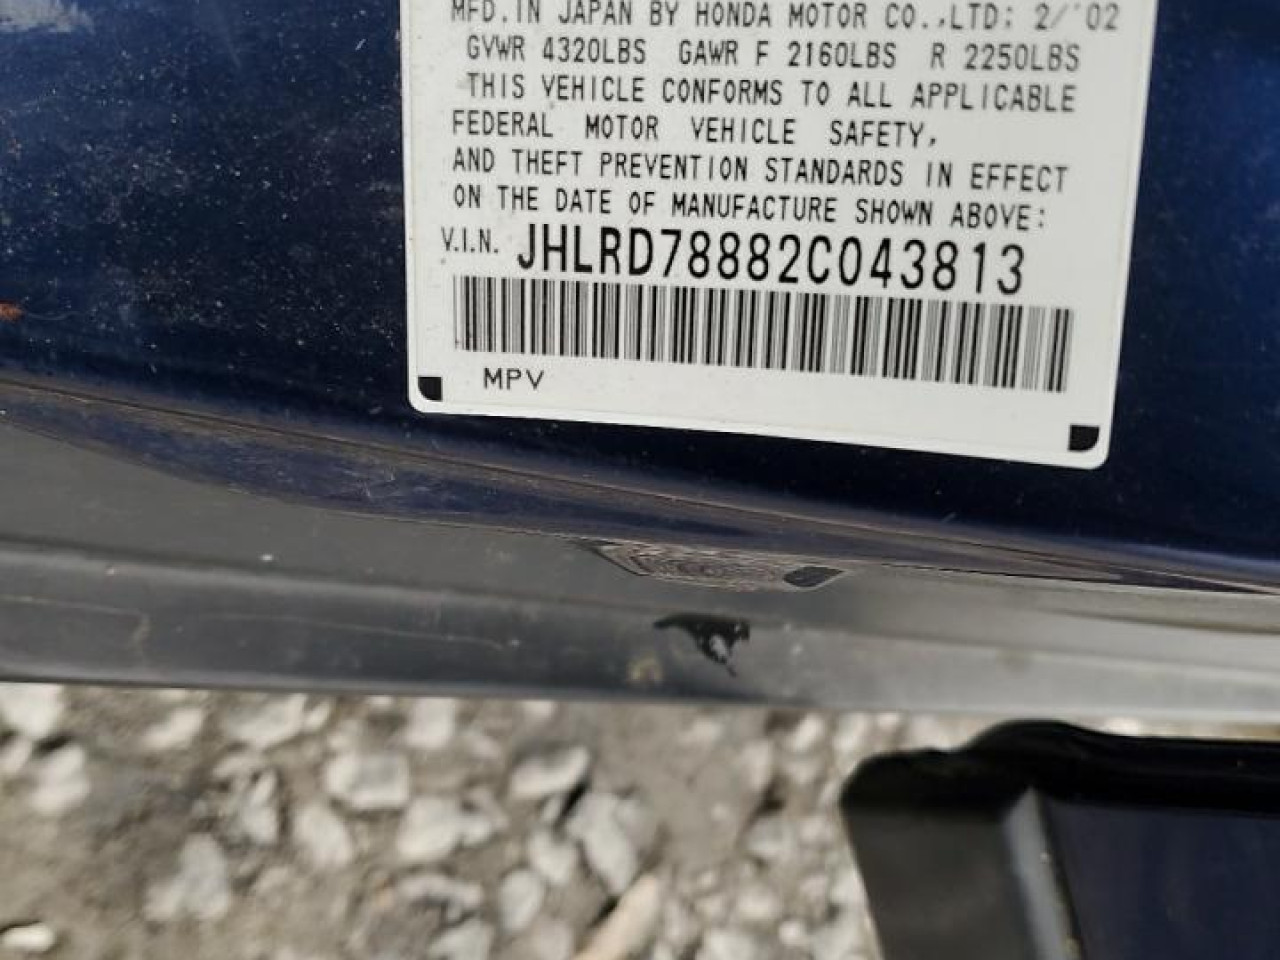 MFD. IN JAPAN BY HONDA MOTOR CO.,LTD: 2/'02
GVWR 4320LBS GAWR F 2160LBS R 2250LBS
THIS VEHICLE CONFORMS TO ALL APPLICABLE
FEDERAL MOTOR VEHICLE SAFETY,
AND THEFT PREVENTION STANDARDS IN EFFECT
ON THE DATE OF MANUFACTURE SHOWN ABOVE:
V.I.N. JHLRD78882C043813
MPV